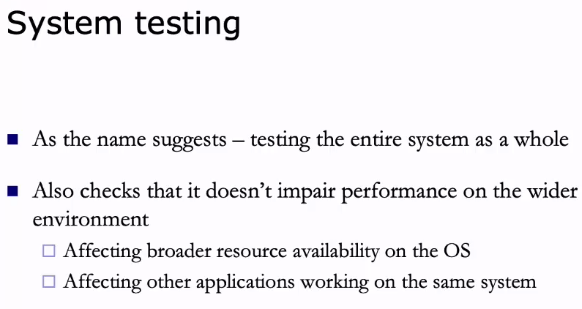 System testing
As the name suggests – testing the entire system as a whole
Also checks that it doesn’t impair performance on the wider
environment
Affecting broader resource availability on the OS
Affecting other applications working on the same system